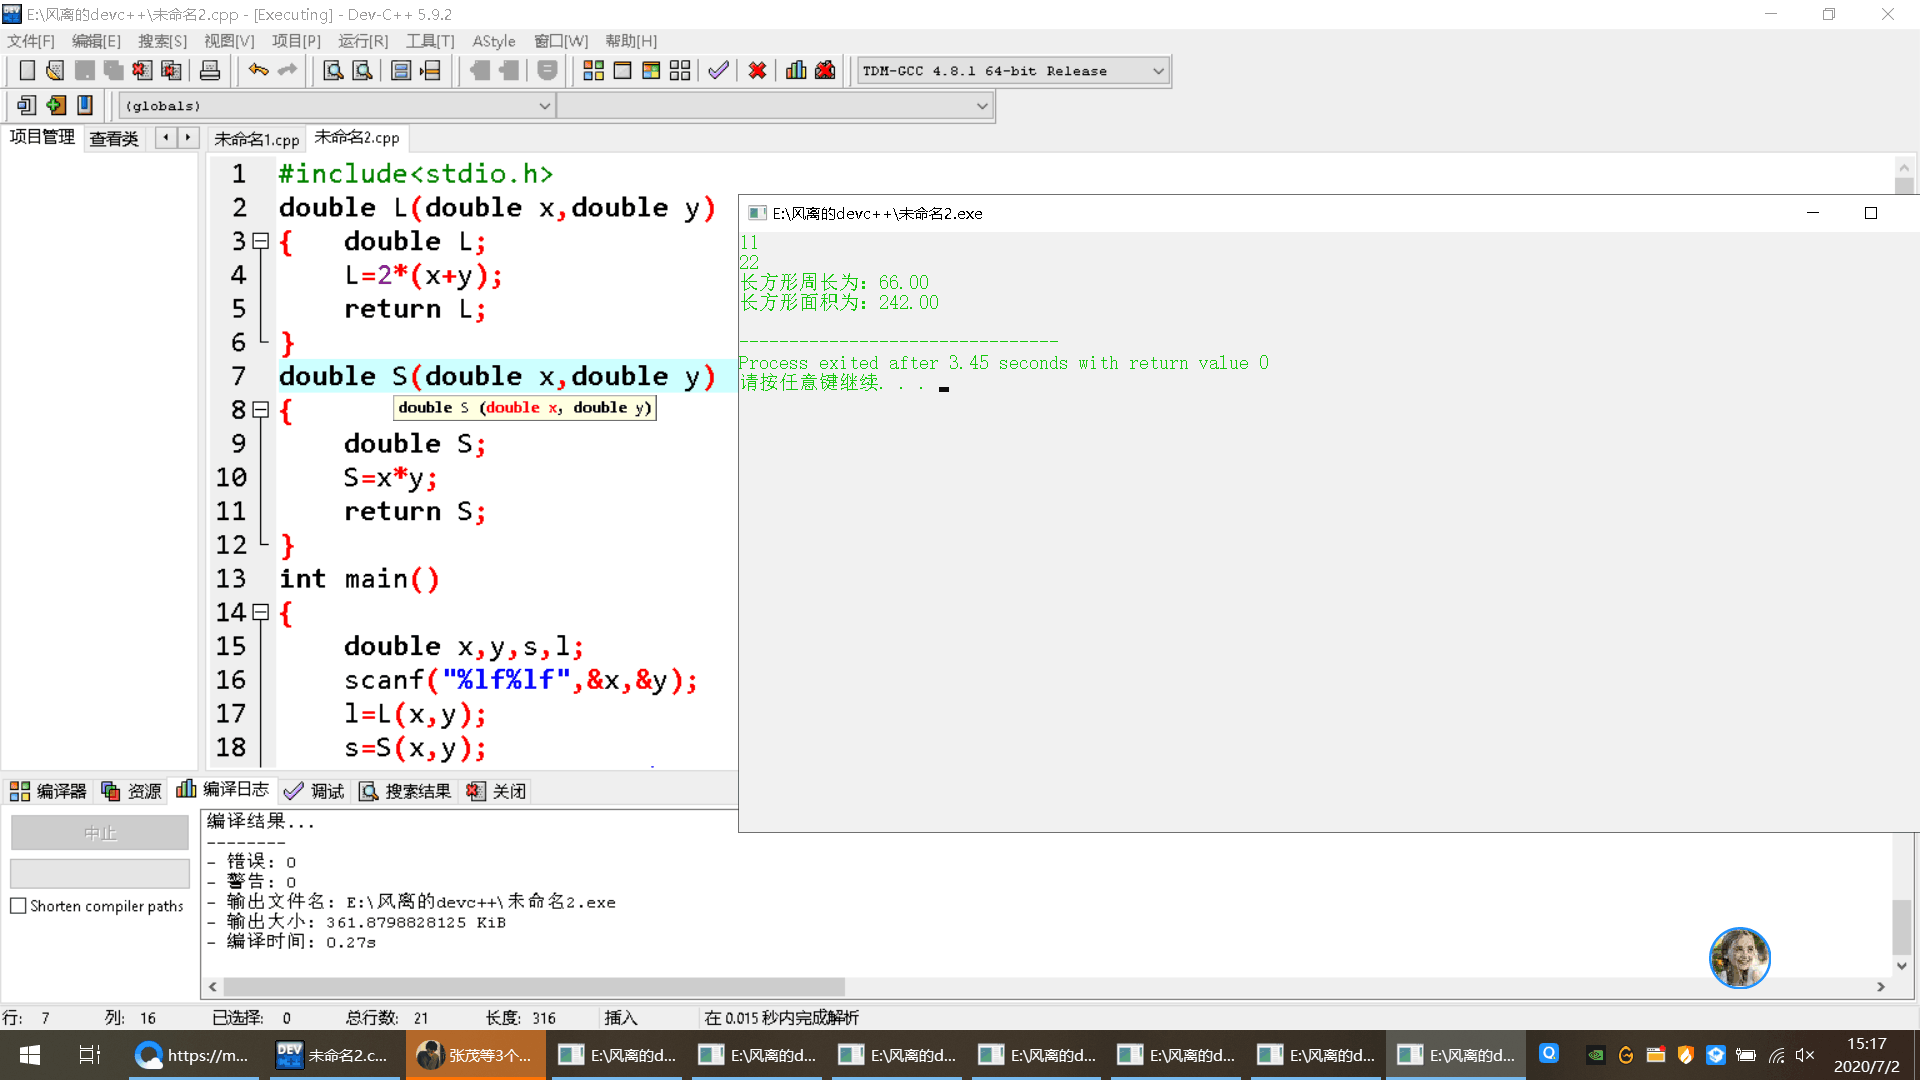 E:\风离的devc++\未命名2.cpp - [Executing] - Dev-C++ 5.9.2
文件[F] 编辑[E] 搜索[S] 视图[V] 项目[P] 运行[R] 工具[T] AStyle 窗口[W] 帮助[H]
TDM-GCC 4.8.1 64-bit Release
(globals)
项目管理 查看类 未命名1.cpp 未命名2.cpp
1 #include<stdio.h>
2 double L(double x,double y)
3 { double L;
4 L=2*(x+y);
5 return L;
6 }
7 double S(double x,double y)
8 {
double S (double x, double y)
9 double S;
10 S=x*y;
11 return S;
12 }
13 int main()
14 {
15 double x,y,s,l;
16 scanf("%lf%lf",&x,&y);
17 l=L(x,y);
18 s=S(x,y);
E:\风离的devc++\未命名2.exe
11
22
长方形周长为: 66.00
长方形面积为: 242.00
--------------------------------
Process exited after 3.45 seconds with return value 0
请按任意键继续. . .
编译器 资源 编译日志 调试 搜索结果 关闭
中止
Shorten compiler paths
编译结果...
--------
- 错误: 0
- 警告: 0
- 输出文件名: E:\风离的devc++\未命名2.exe
- 输出大小: 361.8798828125 KiB
- 编译时间: 0.27s
行: 7 列: 16 已选择: 0 总行数: 21 长度: 316 插入 在 0.015 秒内完成解析
https://m... DEV 未命名2.c... 张茂等3个... E:\风离的d... E:\风离的d... E:\风离的d... E:\风离的d... E:\风离的d... E:\风离的d... E:\风离的d...
15:17
2020/7/2